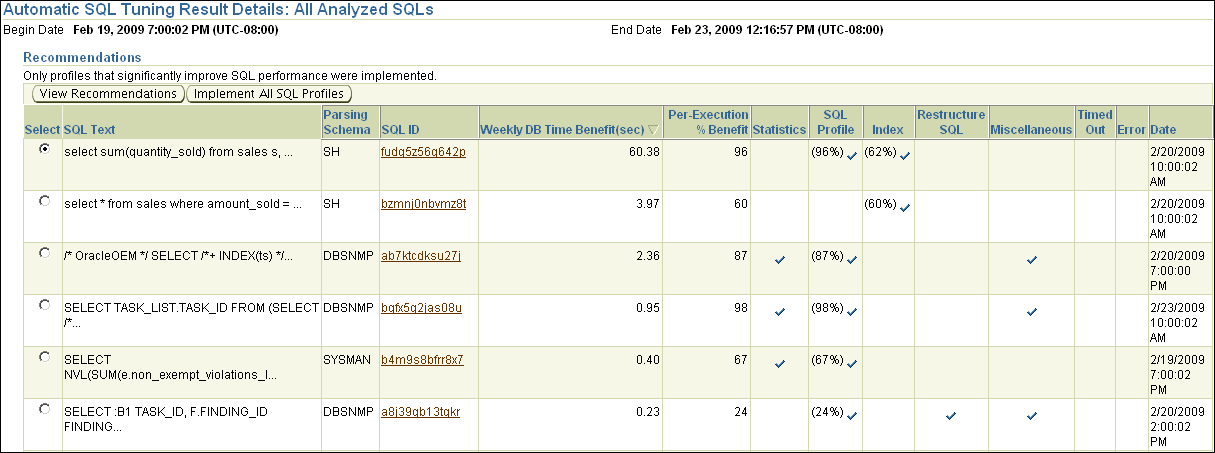 Automatic SQL Tuning Result Details: All Analyzed SQLs
Begin Date Feb 19, 2009 7:00:02 PM (UTC-08:00) End Date Feb 23, 2009 12:16:57 PM (UTC-08:00)
Recommendations
Only profiles that significantly improve SQL performance were implemented.
View Recommendations Implement All SQL Profiles
Select SQL Text Parsing Schema SQL ID Weekly DB Time Benefit(sec) Per-Execution % Benefit Statistics SQL Profile Index Restructure SQL Miscellaneous Timed Out Error Date
select sum(quantity_sold) from sales s, ... SH fudq5z56g642p 60.38 96 (96%) (62%) 2/20/2009 10:00:02 AM
select * from sales where amount_sold = ... SH bzmnj0nbvmz8t 3.97 60 (60%) 2/20/2009 10:00:02 AM
/* OracleOEM */ SELECT /*+ INDEX(ts) */... DBSNMP ab7ktcdksu27j 2.36 87 (87%) 2/20/2009 7:00:00 PM
SELECT TASK_LIST.TASK_ID FROM (SELECT /*... DBSNMP bqfx5q2jas08u 0.95 98 (98%) 2/23/2009 10:00:02 AM
SELECT NVL(SUM(e.non_exempt_violations_l... SYSMAN b4m9s8bfrr8x7 0.40 67 (67%) 2/19/2009 7:00:02 PM
SELECT :B1 TASK_ID, F.FINDING_ID FINDING... DBSNMP a8j39qb13tqkr 0.23 24 (24%) 2/20/2009 2:00:02 PM